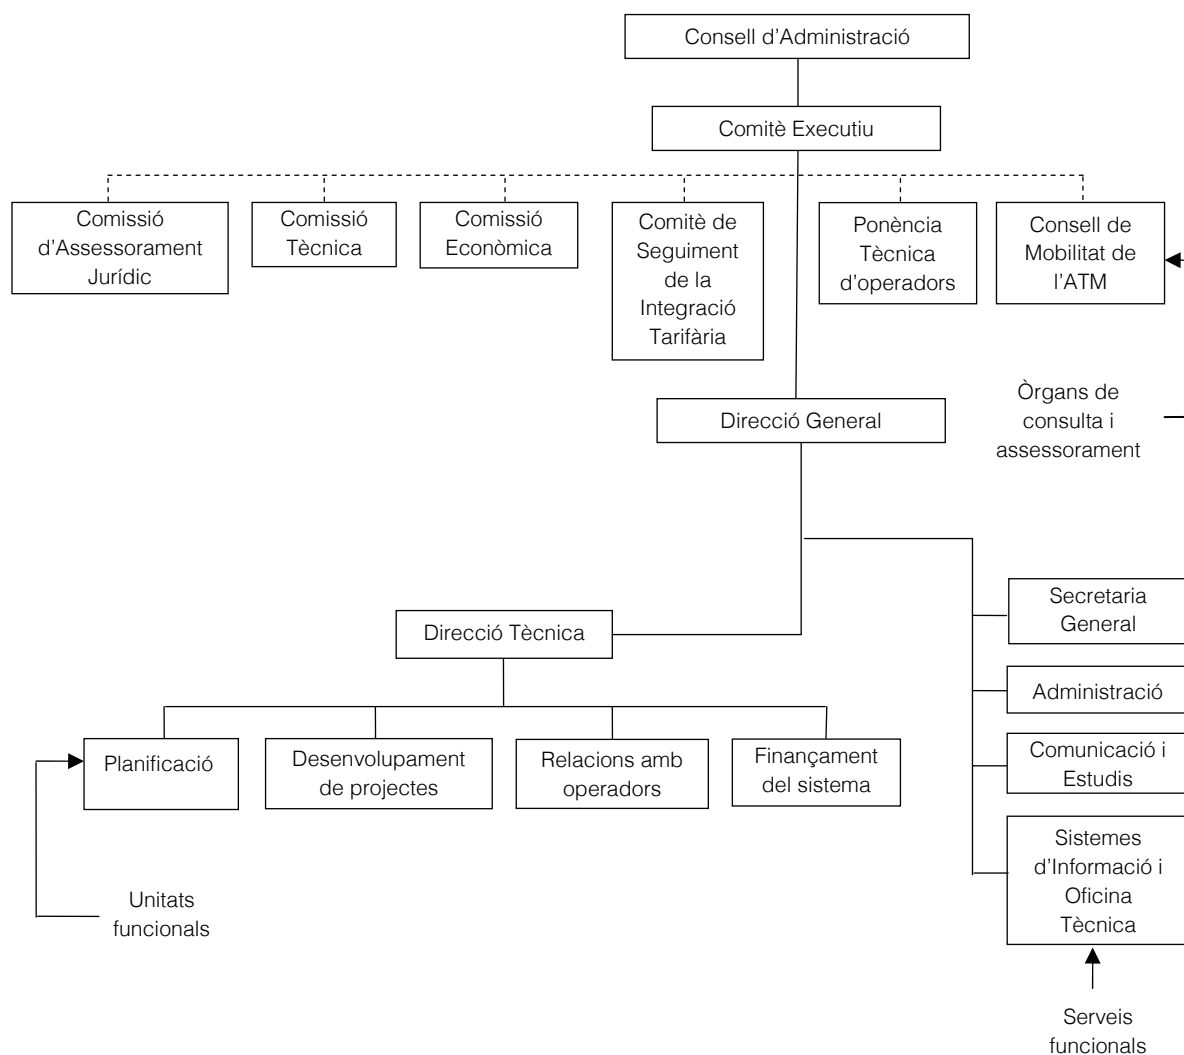 Consell d'Administració
Comitè Executiu
Comissió
d'Assessorament
Jurídic
Comissió
Tècnica
Comissió
Econòmica
Comitè de
Seguiment
de la
Integració
Tarifària
Ponència
Tècnica
d'operadors
Consell de
Mobilitat de
l'ATM
Direcció General
Òrgans de
consulta i
assessorament
Direcció Tècnica
Secretaria
General
Administració
Comunicació i
Estudis
Sistemes
d'Informació i
Oficina
Tècnica
Planificació
Desenvolupament
de projectes
Relacions amb
operadors
Finançament
del sistema
Unitats
funcionals
Serveis
funcionals